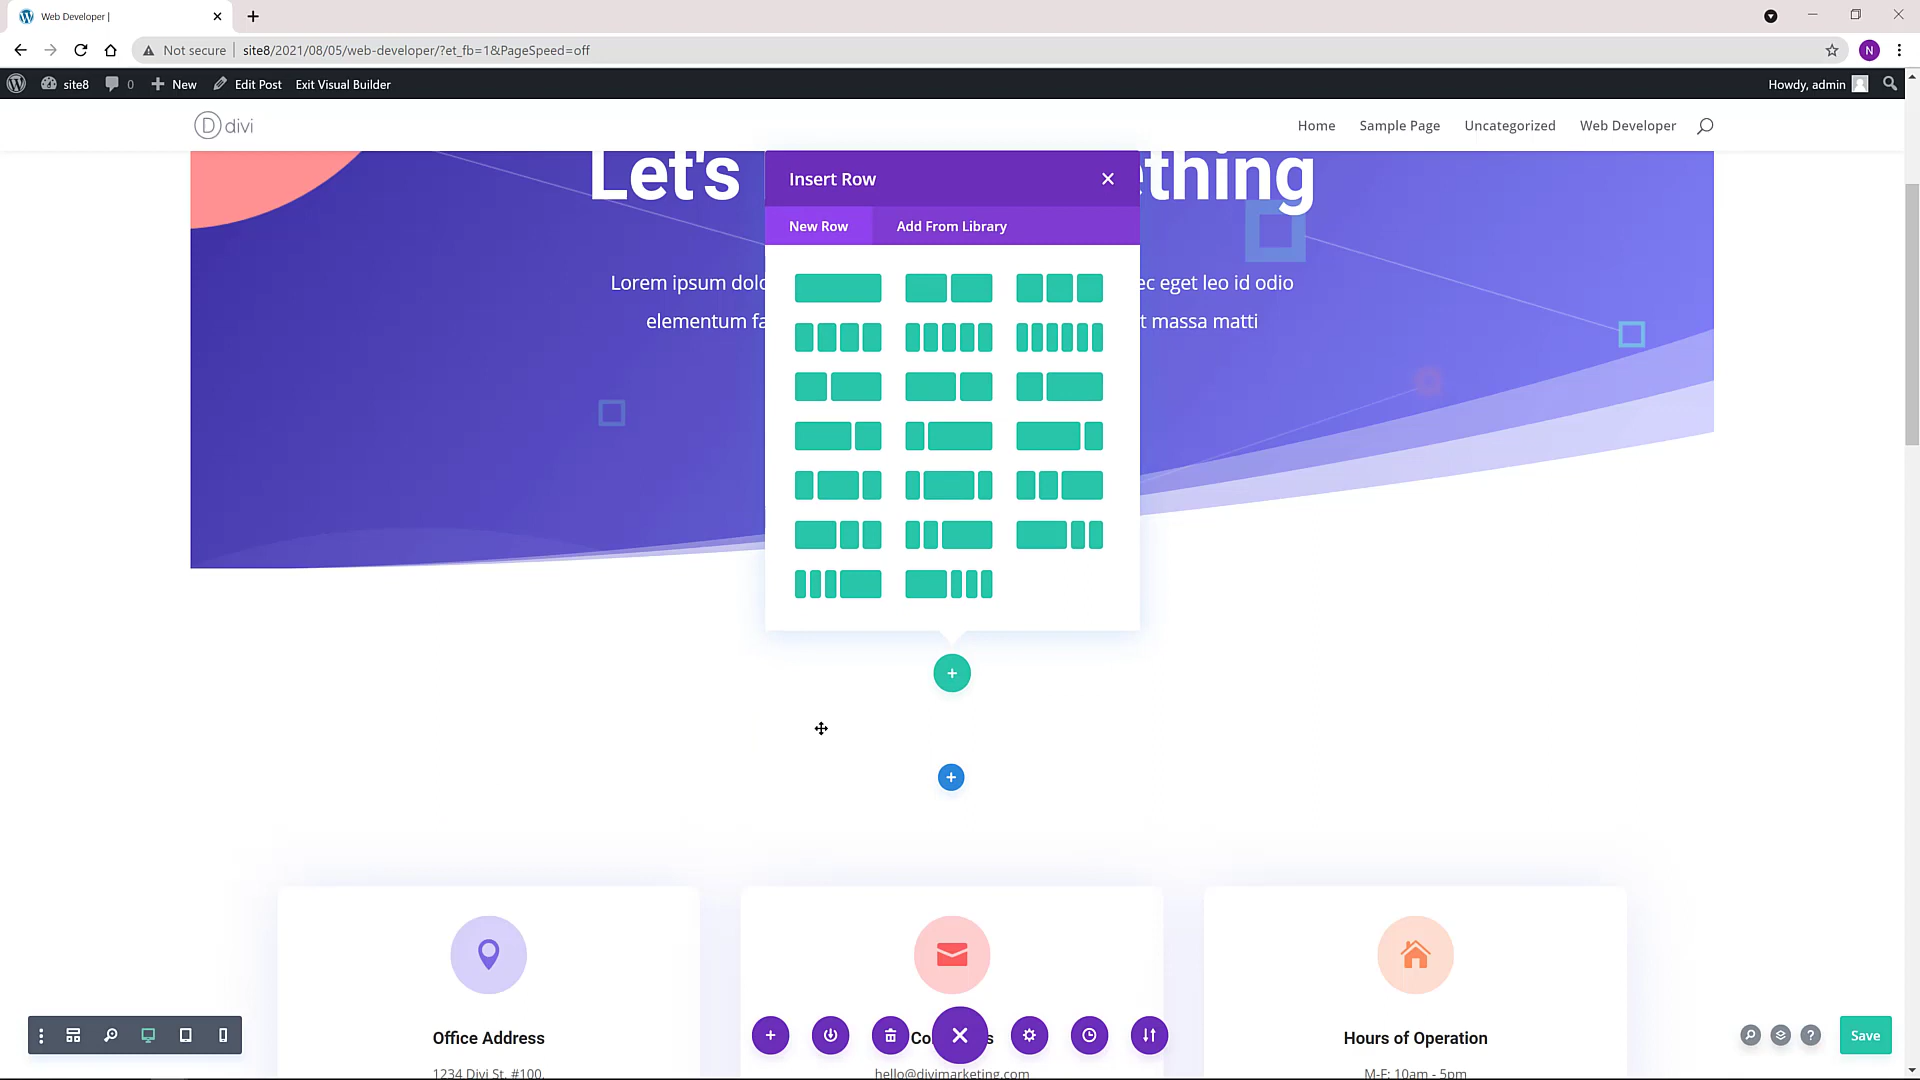 Web Developer |
Not secure
site8/2021/08/05/web-developer/?et_fb=1&PageSpeed=off
N
site8
0
New
Edit Post
Exit Visual Builder
Howdy, admin
D divi
Home
Sample Page
Uncategorized
Web Developer
Let's
thing
Insert Row
New Row
Add From Library
Lorem ipsum dolo
ec eget leo id odio
elementum fa
t massa matti
Office Address
Co
s
Hours of Operation
1234 Divi St. #100,
hello@divimarketing.com
M-F: 10am - 5pm
?
Save